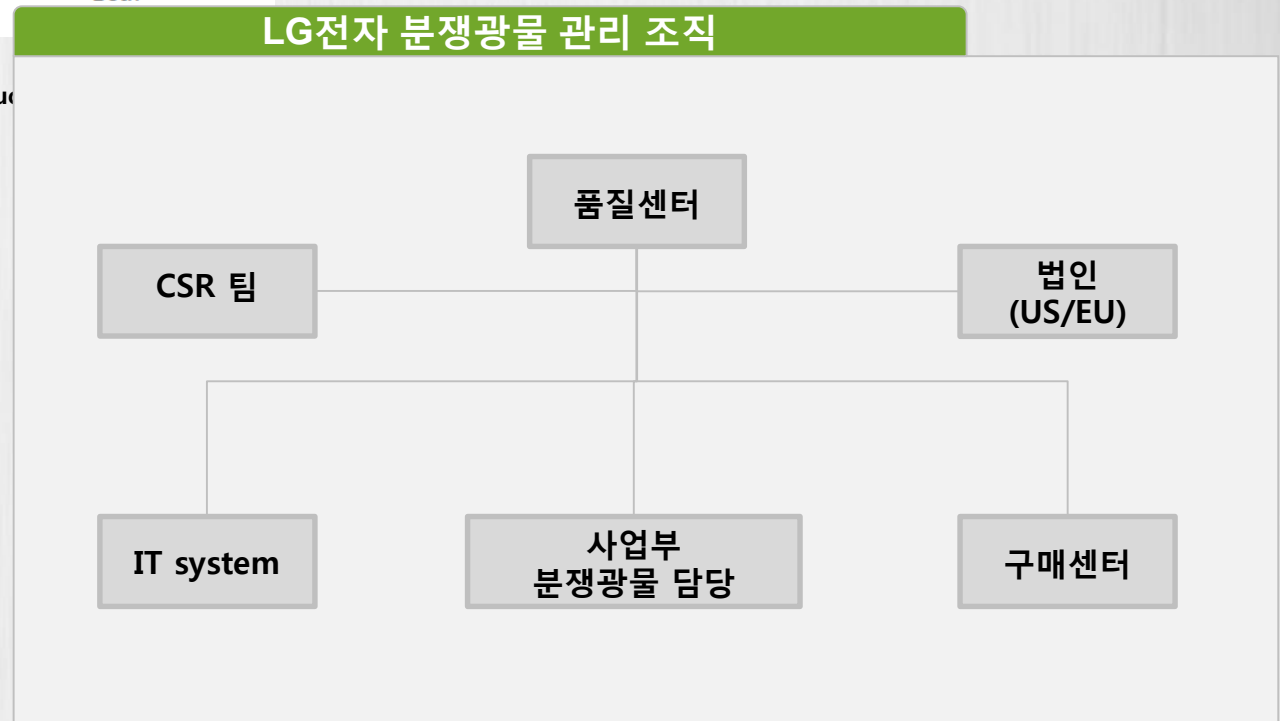 LG전자 분쟁광물 관리 조직
품질센터
CSR 팀
법인
(US/EU)
IT system
사업부
분쟁광물 담당
구매센터